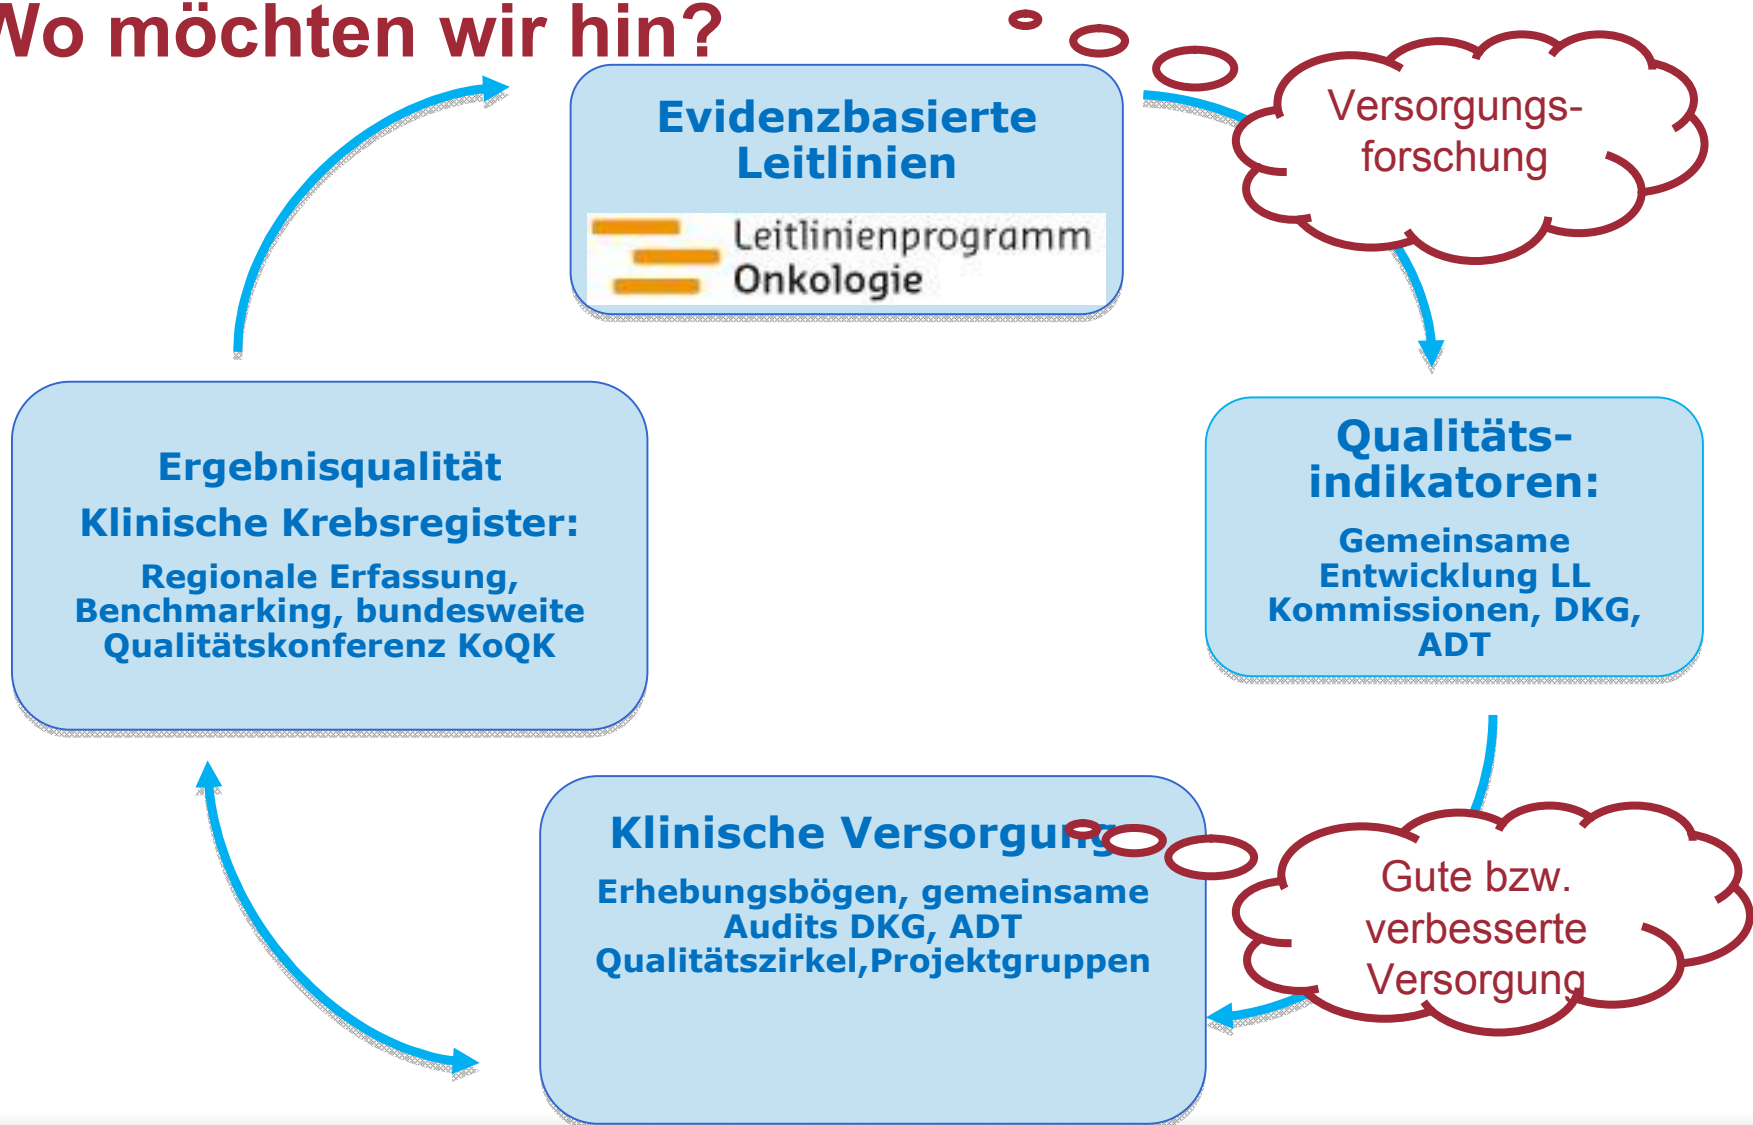 Wo möchten wir hin?
Evidenzbasierte
Leitlinien
Leitlinienprogramm
Onkologie
Versorgungs-
forschung
Qualitäts-
indikatoren:
Gemeinsame
Entwicklung LL
Kommissionen, DKG,
ADT
Ergebnisqualität
Klinische Krebsregister:
Regionale Erfassung,
Benchmarking, bundesweite
Qualitätskonferenz KoQK
Klinische Versorgung
Erhebungsbögen, gemeinsame
Audits DKG, ADT
Qualitätszirkel,Projektgruppen
Gute bzw.
verbesserte
Versorgung